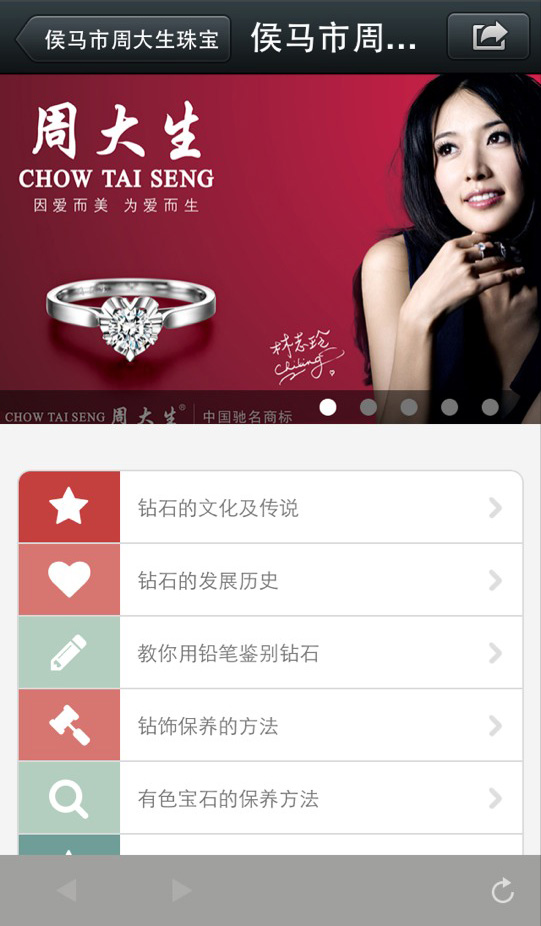 侯马市周大生珠宝
侯马市周...
周大生
CHOW TAI SENG
因爱而美 为爱而生
林志玲
Chiling
CHOW TAI SENG 周大生® 中国驰名商标
钻石的文化及传说
钻石的发展历史
教你用铅笔鉴别钻石
钻饰保养的方法
有色宝石的保养方法